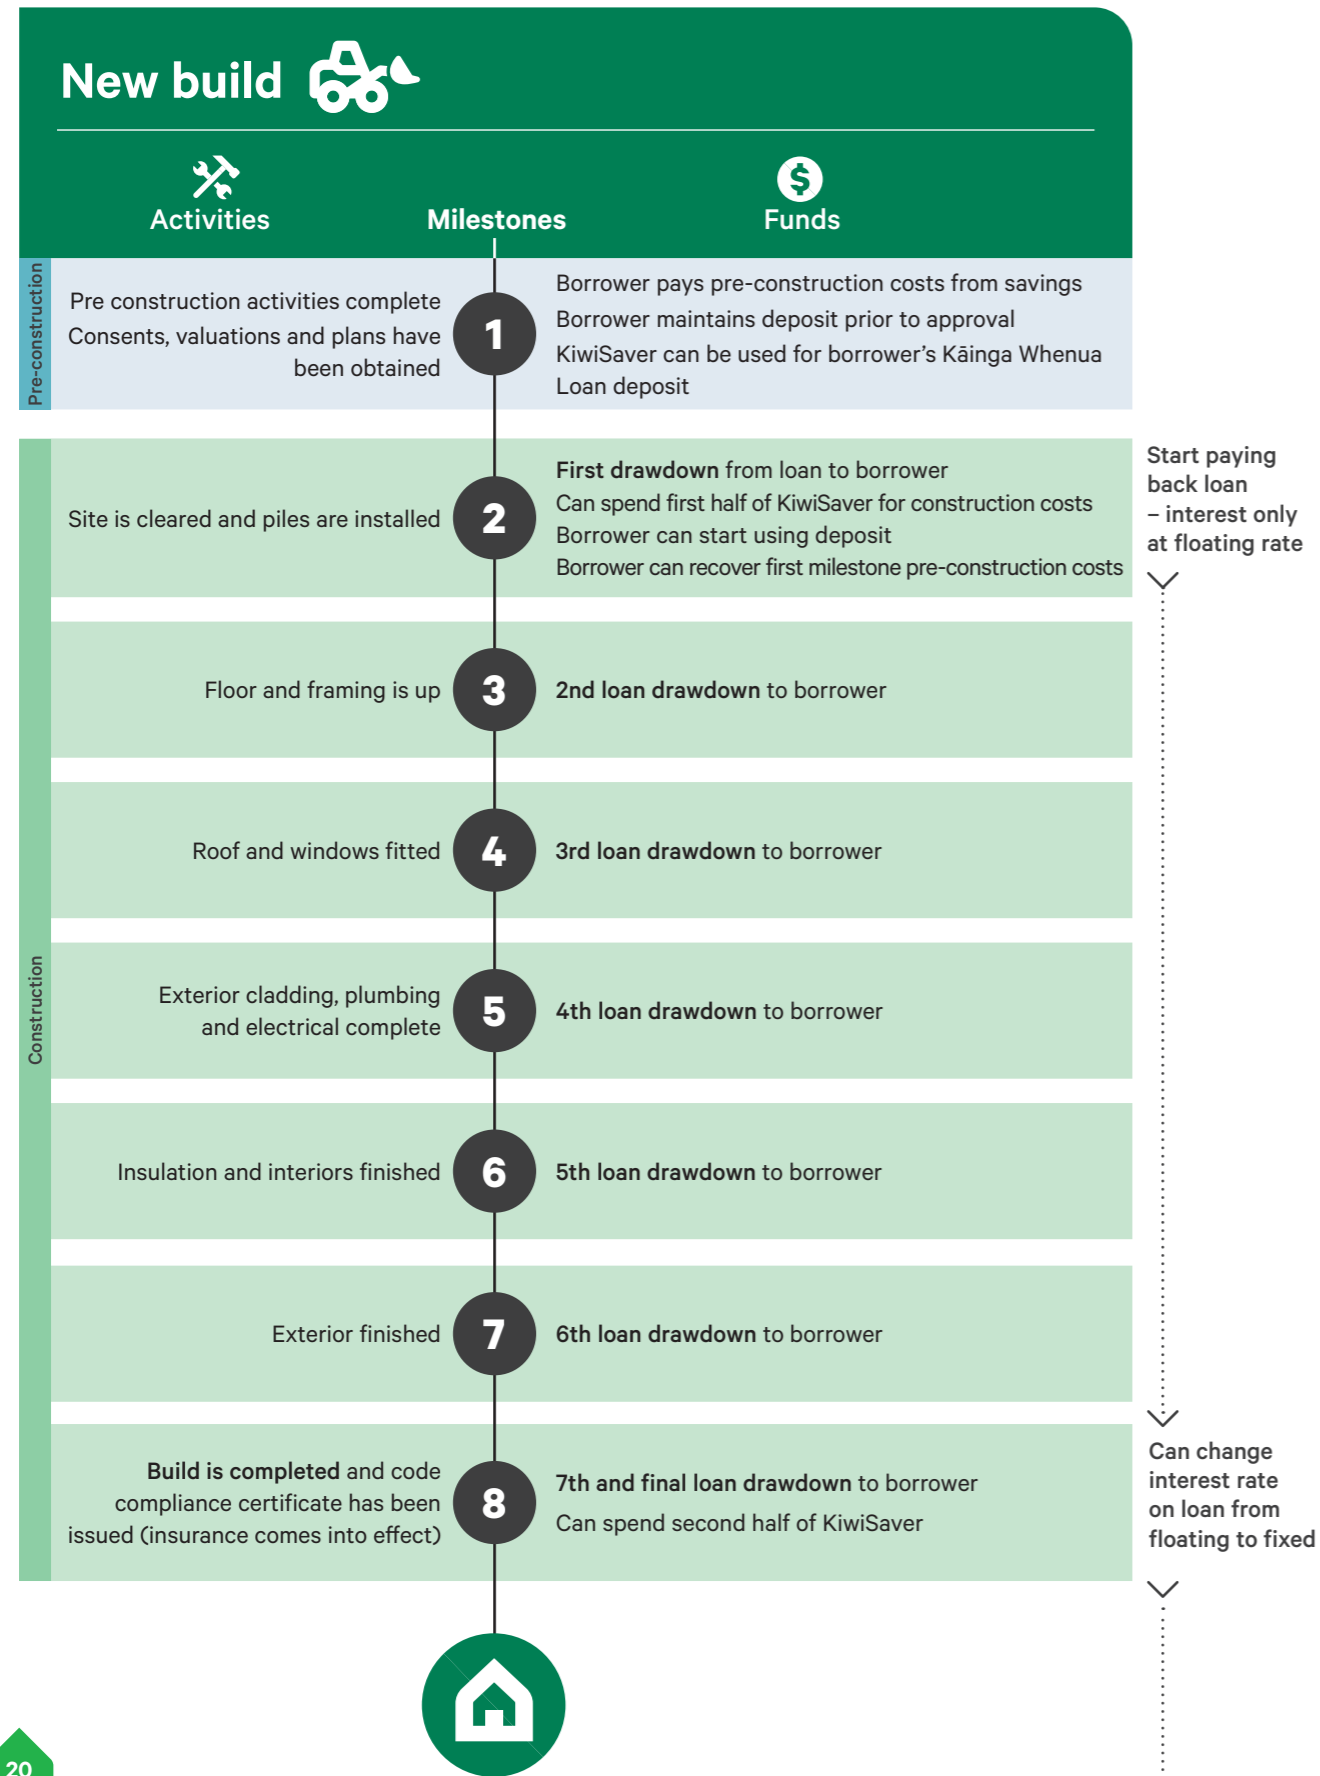 New build
Activities
Milestones
Funds
Pre-construction
Pre construction activities complete
Consents, valuations and plans have
been obtained
1
Borrower pays pre-construction costs from savings
Borrower maintains deposit prior to approval
KiwiSaver can be used for borrower's Kāinga Whenua
Loan deposit
Construction
Site is cleared and piles are installed
2
First drawdown from loan to borrower
Can spend first half of KiwiSaver for construction costs
Borrower can start using deposit
Borrower can recover first milestone pre-construction costs
Start paying
back loan
– interest only
at floating rate
Floor and framing is up
3
2nd loan drawdown to borrower
Roof and windows fitted
4
3rd loan drawdown to borrower
Exterior cladding, plumbing
and electrical complete
5
4th loan drawdown to borrower
Insulation and interiors finished
6
5th loan drawdown to borrower
Exterior finished
7
6th loan drawdown to borrower
Build is completed and code
compliance certificate has been
issued (insurance comes into effect)
8
7th and final loan drawdown to borrower
Can spend second half of KiwiSaver
Can change
interest rate
on loan from
floating to fixed
20